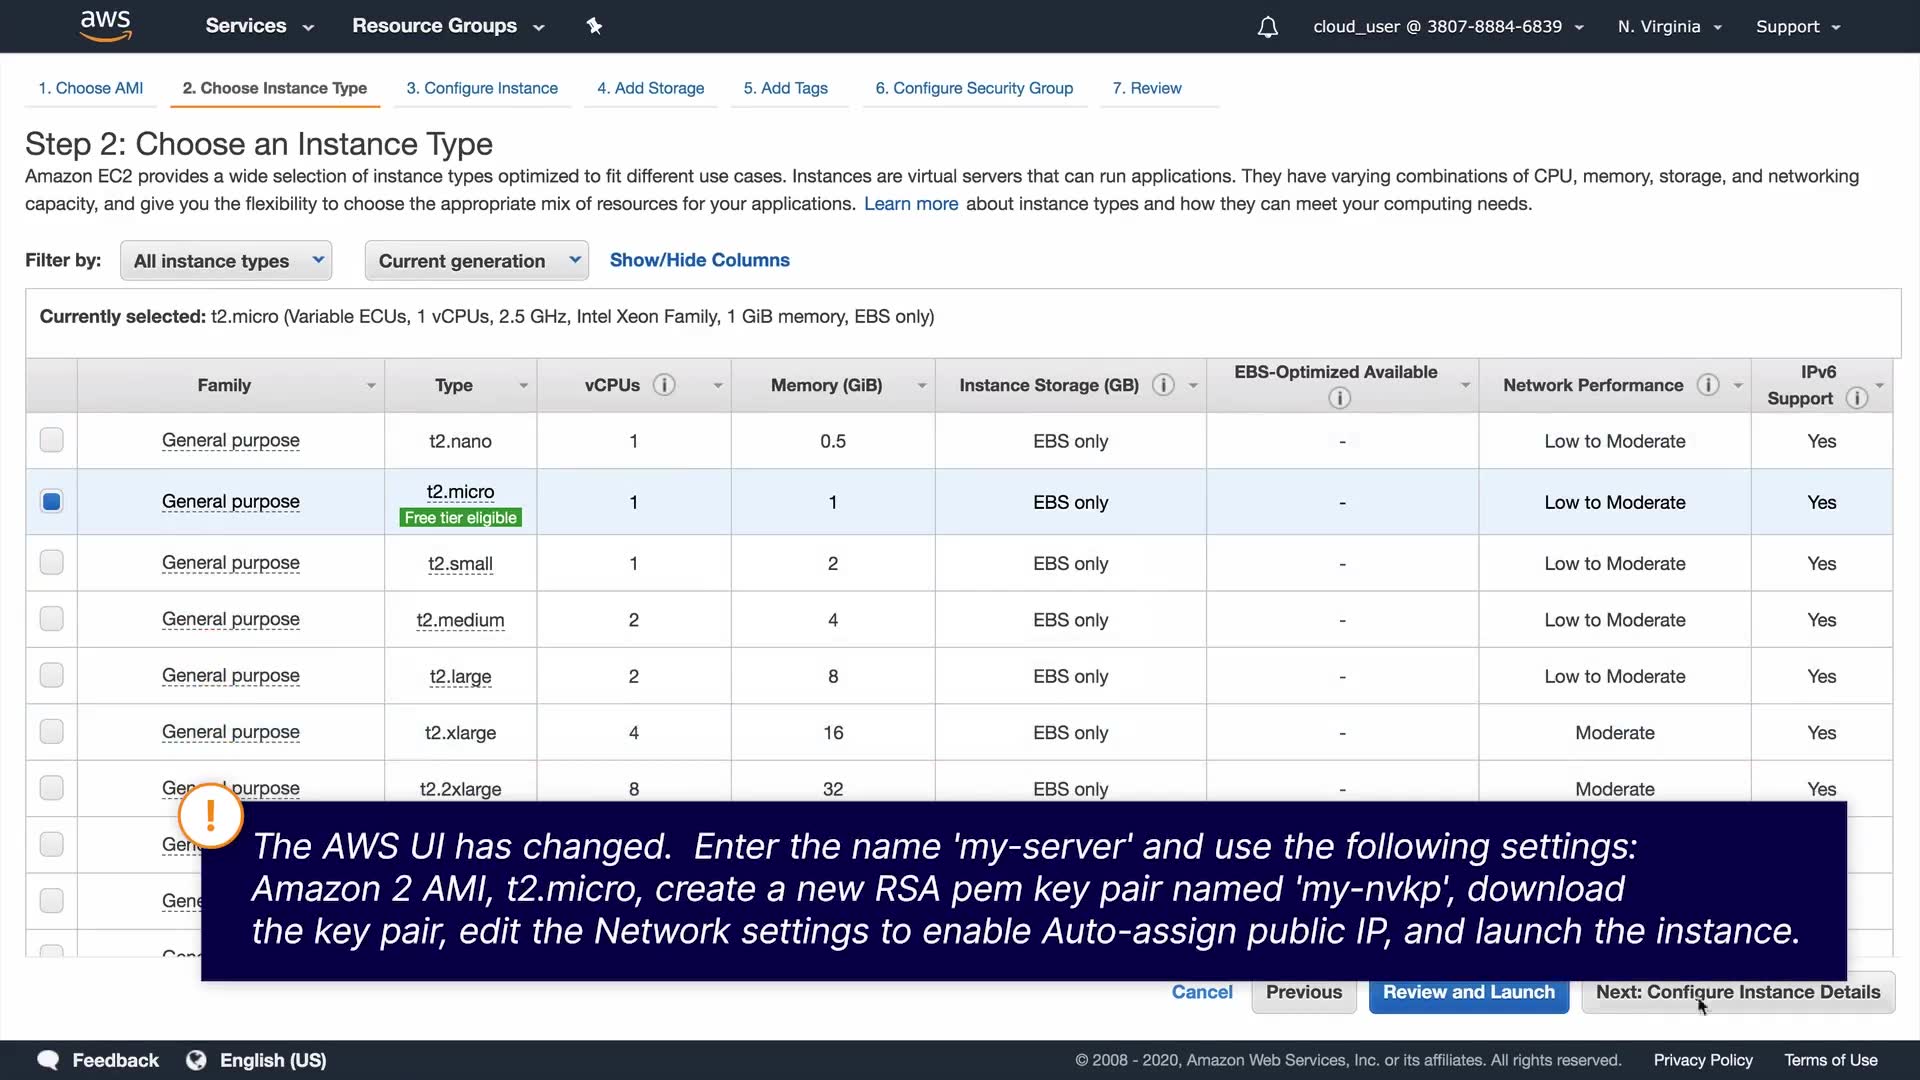 aws Services Resource Groups cloud_user @ 3807-8884-6839 N. Virginia Support
1. Choose AMI 2. Choose Instance Type 3. Configure Instance 4. Add Storage 5. Add Tags 6. Configure Security Group 7. Review
Step 2: Choose an Instance Type
Amazon EC2 provides a wide selection of instance types optimized to fit different use cases. Instances are virtual servers that can run applications. They have varying combinations of CPU, memory, storage, and networking
capacity, and give you the flexibility to choose the appropriate mix of resources for your applications. Learn more about instance types and how they can meet your computing needs.
Filter by: All instance types Current generation Show/Hide Columns
Currently selected: t2.micro (Variable ECUs, 1 vCPUs, 2.5 GHz, Intel Xeon Family, 1 GiB memory, EBS only)
Family Type vCPUs Memory (GiB) Instance Storage (GB) EBS-Optimized Available Network Performance IPv6 Support
General purpose t2.nano 1 0.5 EBS only - Low to Moderate Yes
General purpose t2.micro 1 1 EBS only - Low to Moderate Yes
Free tier eligible
General purpose t2.small 1 2 EBS only - Low to Moderate Yes
General purpose t2.medium 2 4 EBS only - Low to Moderate Yes
General purpose t2.large 2 8 EBS only - Low to Moderate Yes
General purpose t2.xlarge 4 16 EBS only - Moderate Yes
purpose t2.2xlarge 8 32 EBS only - Moderate Yes
!
The AWS UI has changed. Enter the name 'my-server' and use the following settings:
Amazon 2 AMI, t2.micro, create a new RSA pem key pair named 'my-nvkp', download
the key pair, edit the Network settings to enable Auto-assign public IP, and launch the instance.
Cancel Previous Review and Launch Next: Configure Instance Details
Feedback English (US) © 2008 - 2020, Amazon Web Services, Inc. or its affiliates. All rights reserved. Privacy Policy Terms of Use